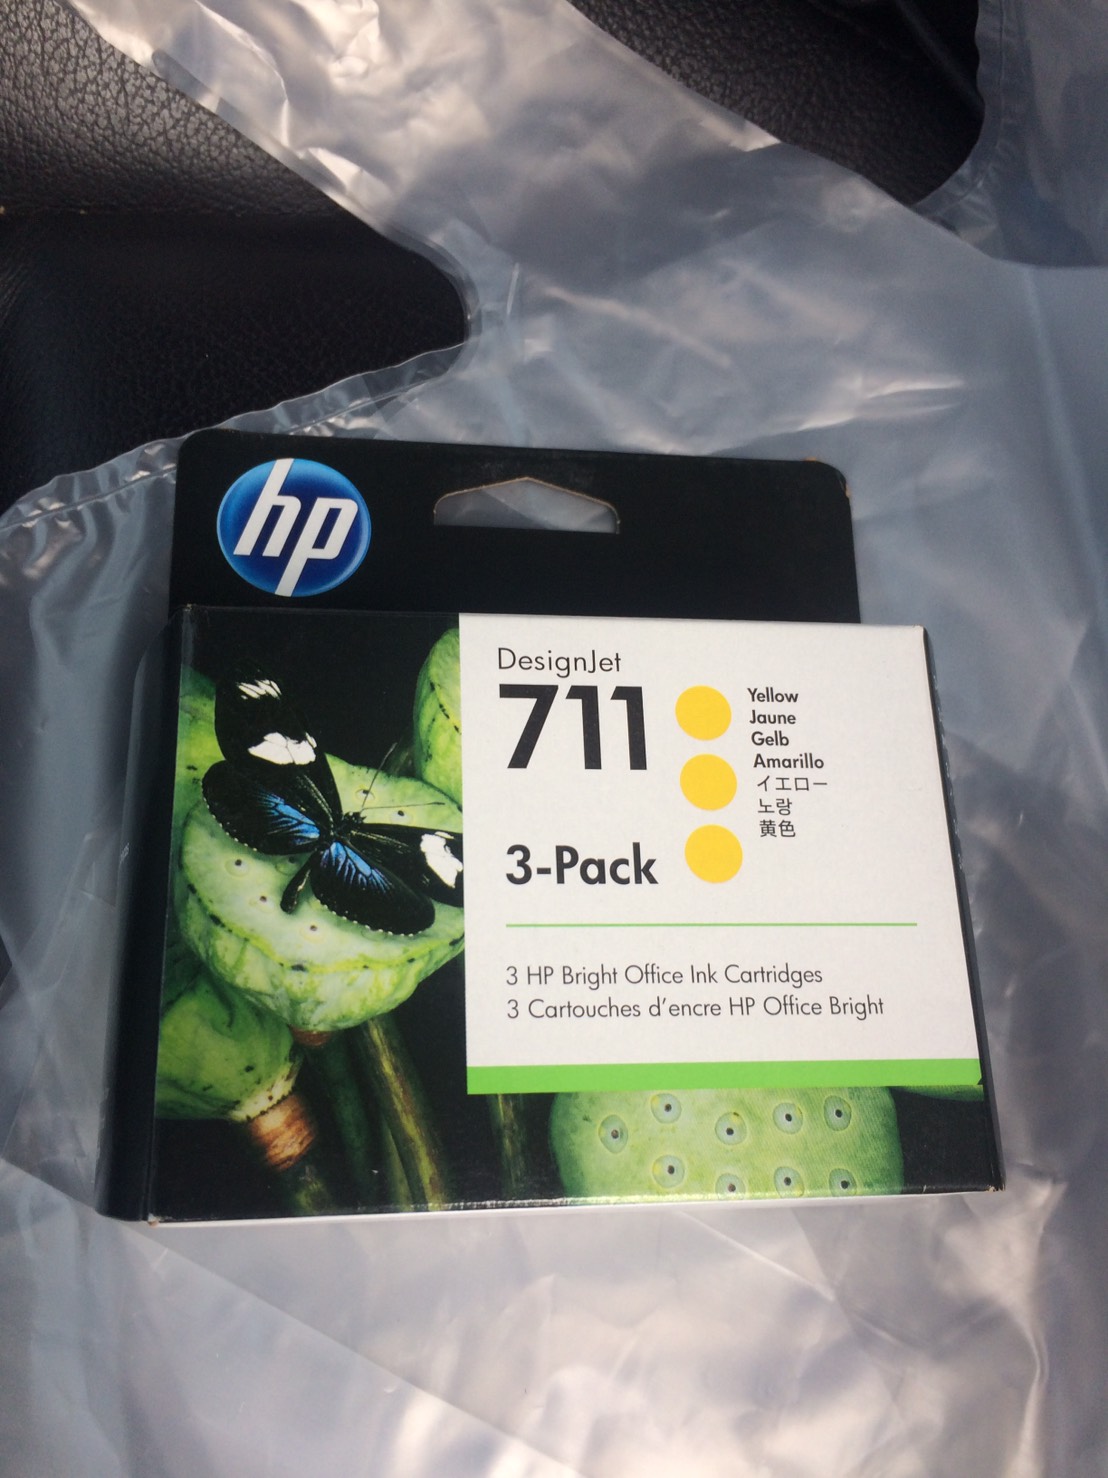 hp
DesignJet
711
3-Pack
Yellow
Jaune
Gelb
Amarillo
イエロー
노랑
黄色
3 HP Bright Office Ink Cartridges
3 Cartouches d'encre HP Office Bright